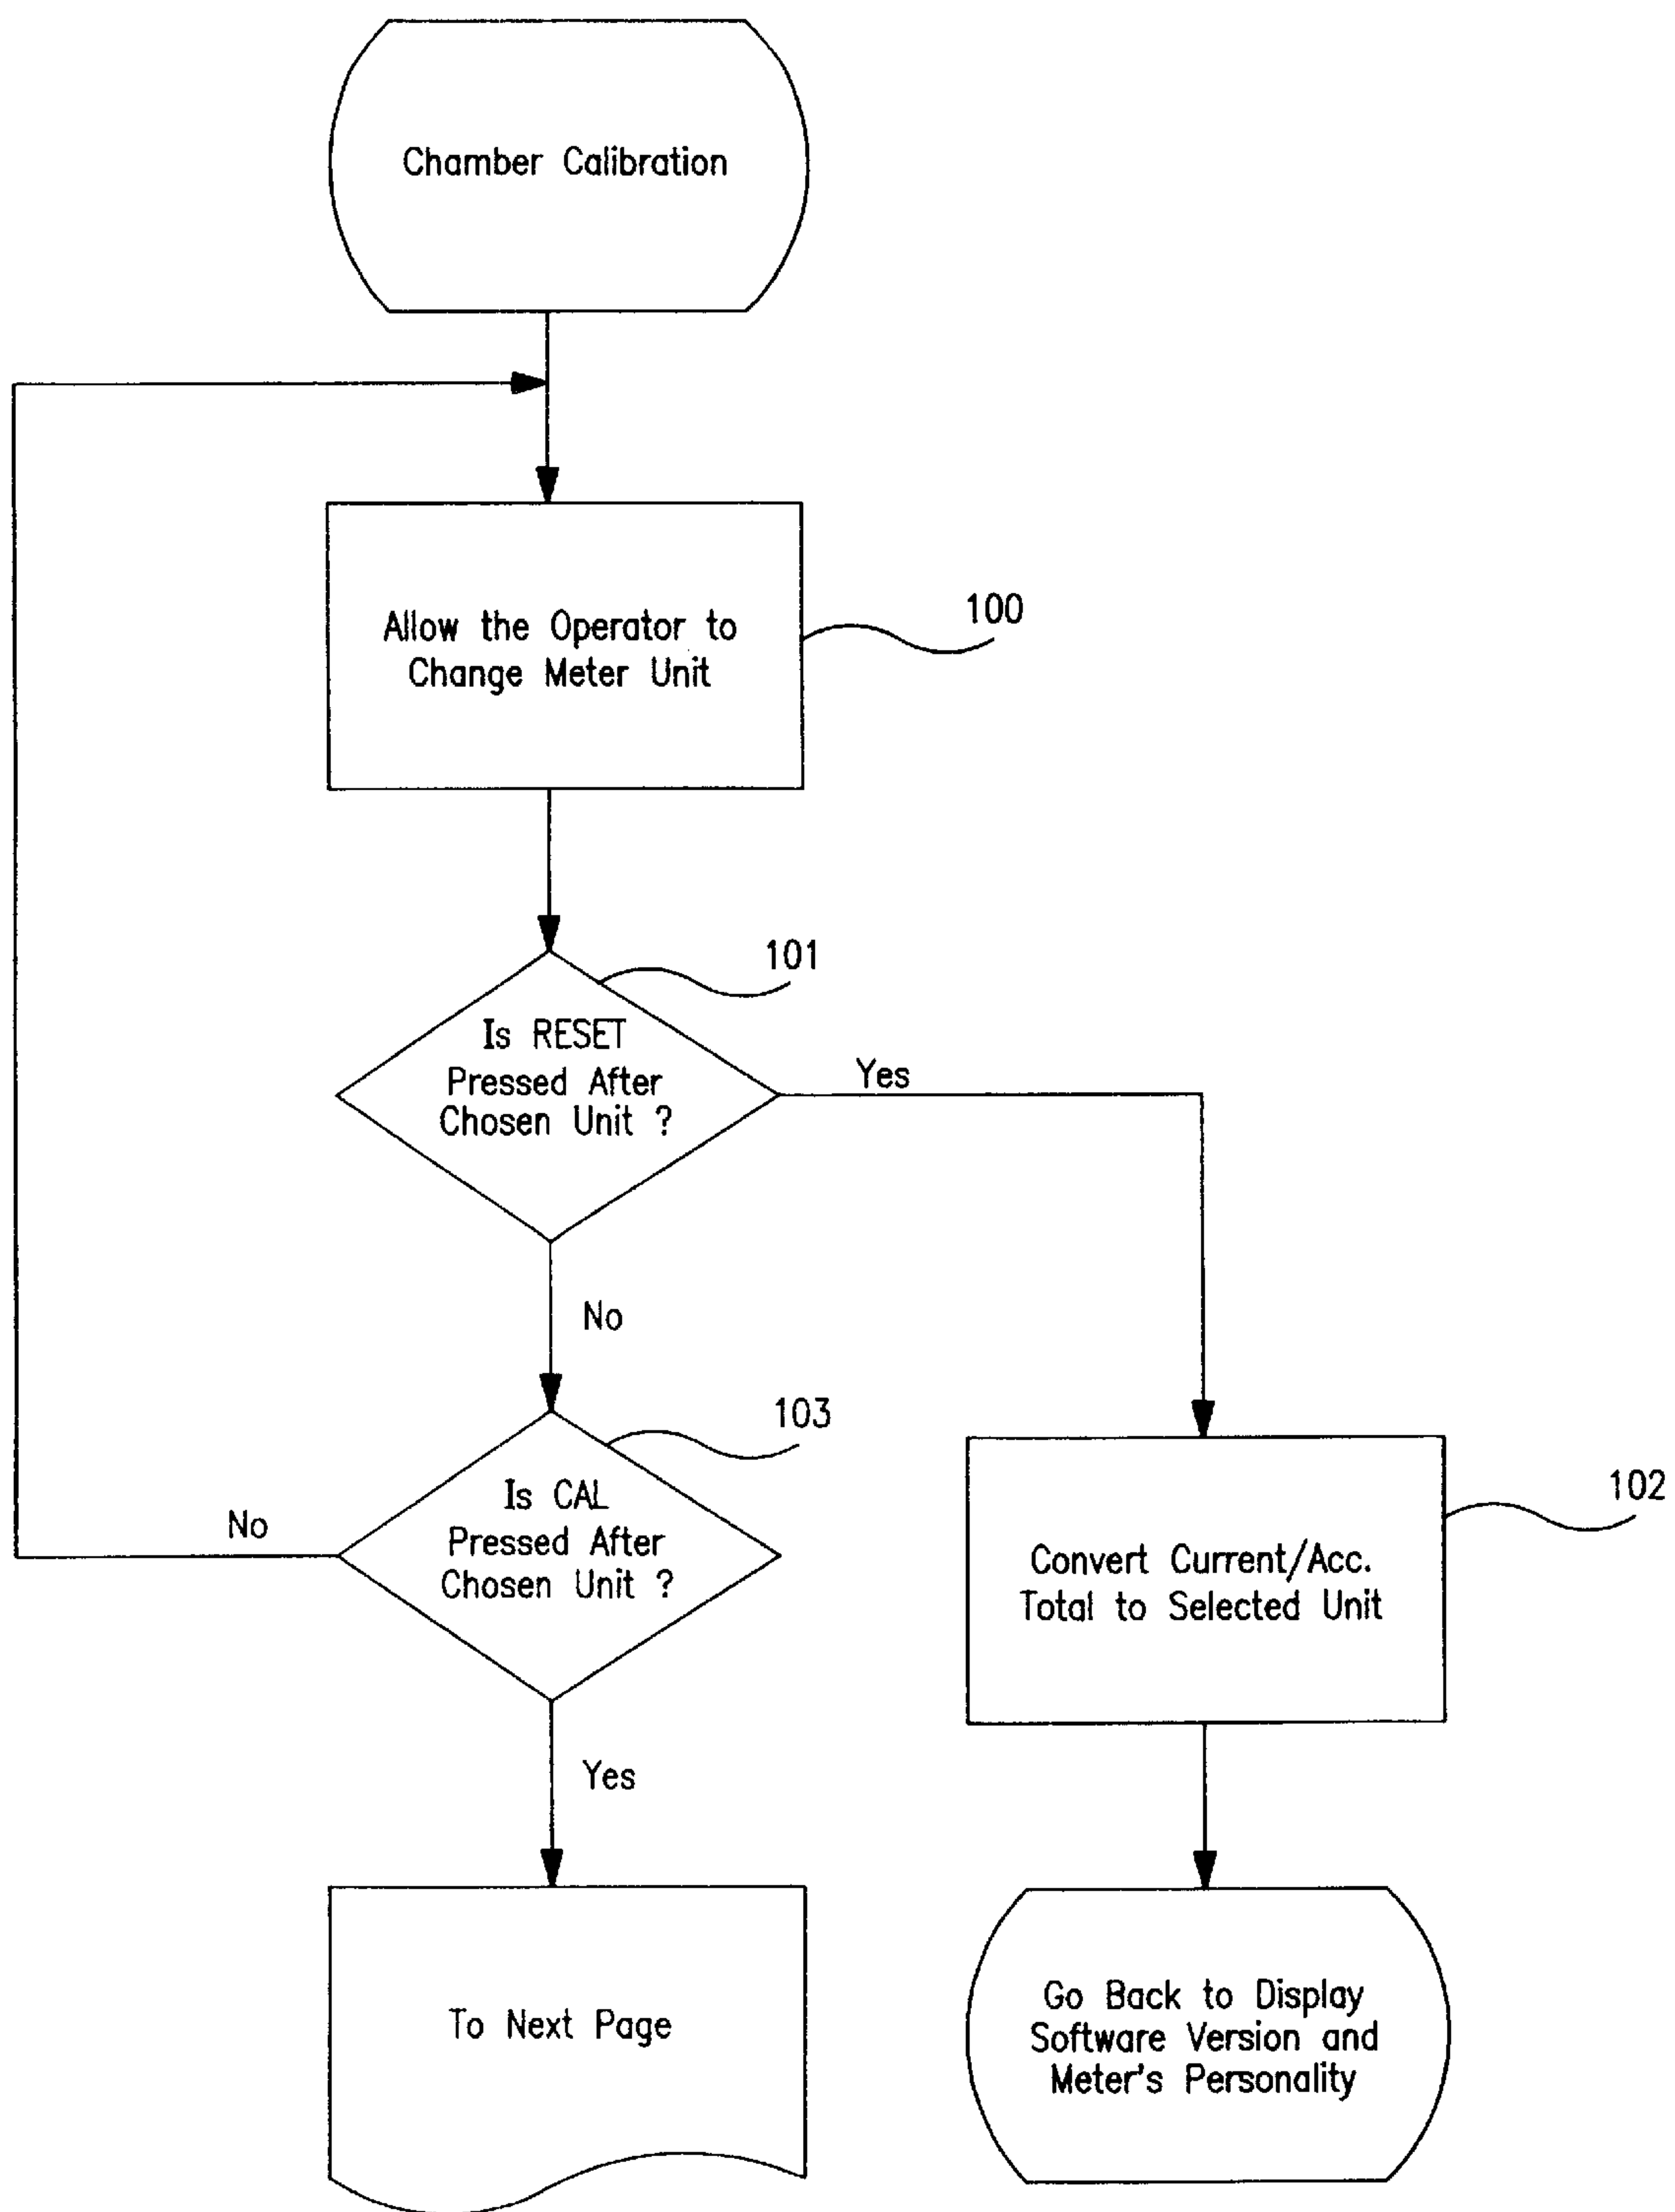 Chamber Calibration
Allow the Operator to
Change Meter Unit
100
101
Is RESET
Pressed After
Chosen Unit ?
Yes
No
103
Is CAL
Pressed After
Chosen Unit ?
No
102
Convert Current/Acc.
Total to Selected Unit
Yes
To Next Page
Go Back to Display
Software Version and
Meter's Personality